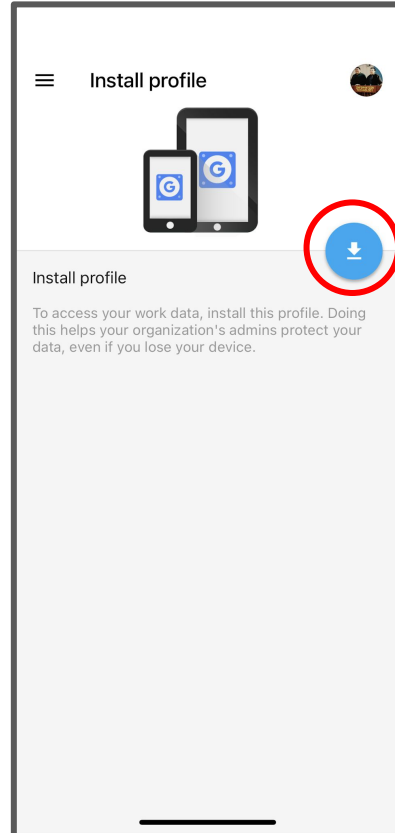 Install profile
Install profile
To access your work data, install this profile. Doing
this helps your organization's admins protect your
data, even if you lose your device.